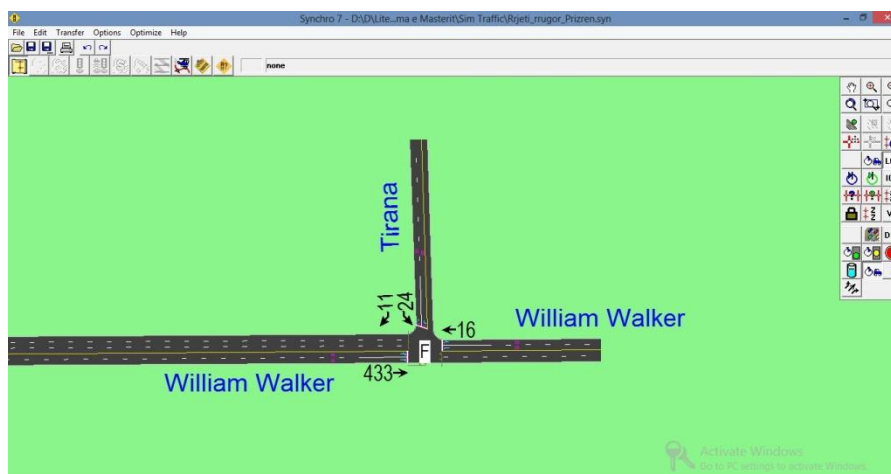 Synchro 7 - D:\D\Lite...ma e Masterit\Sim Traffic\Rrjeti_rrugor_Prizren.syn
File Edit Transfer Options Optimize Help
none
Tirana
11
24
16
William Walker
F
William Walker
433
Activate Windows
Go to PC settings to activate Windows.